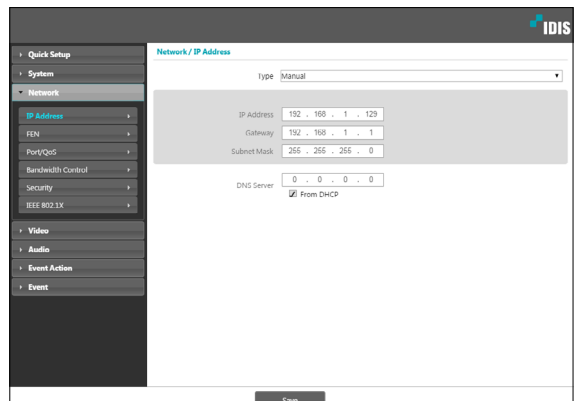 IDIS
Quick Setup
System
Network
IP Address
FEN
Port/QoS
Bandwidth Control
Security
IEEE 802.1X
Video
Audio
Event Action
Event
Network / IP Address
Type Manual
IP Address 192 . 168 . 1 . 129
Gateway 192 . 168 . 1 . 1
Subnet Mask 255 . 255 . 255 . 0
DNS Server 0 . 0 . 0 . 0
From DHCP
Save